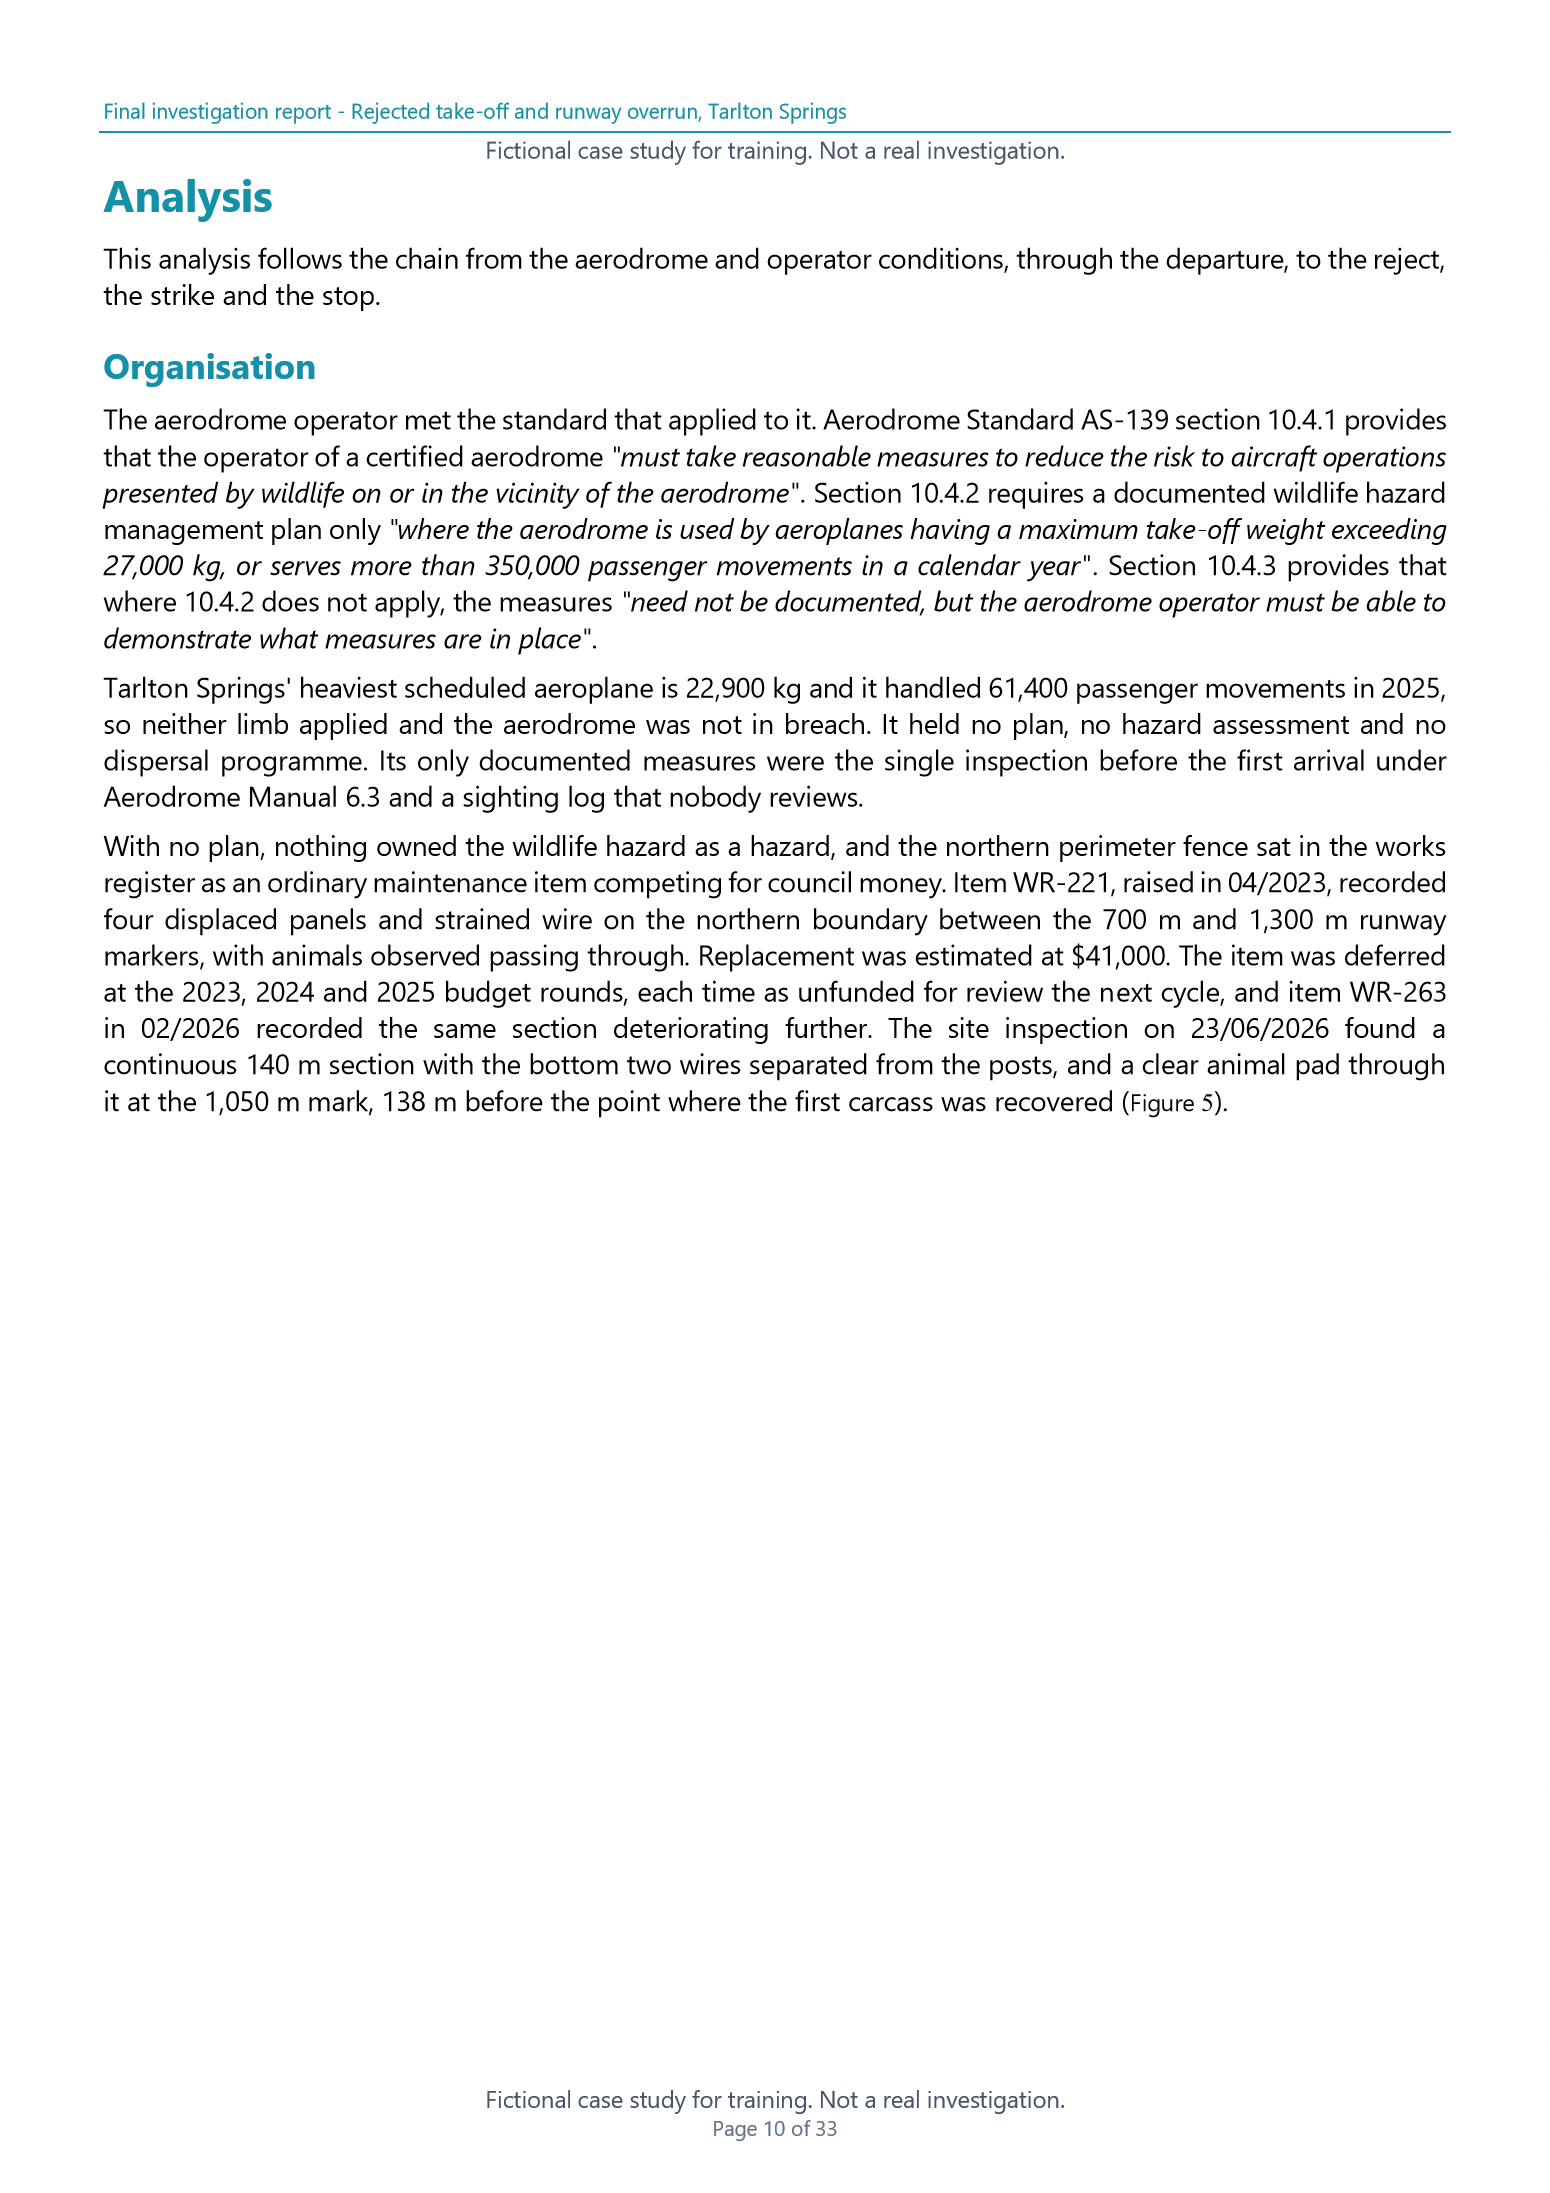 Final investigation report - Rejected take-off and runway overrun, Tarlton Springs
Fictional case study for training. Not a real investigation.
Analysis
This analysis follows the chain from the aerodrome and operator conditions, through the departure, to the reject,
the strike and the stop.
Organisation
The aerodrome operator met the standard that applied to it. Aerodrome Standard AS-139 section 10.4.1 provides
that the operator of a certified aerodrome "must take reasonable measures to reduce the risk to aircraft operations
presented by wildlife on or in the vicinity of the aerodrome". Section 10.4.2 requires a documented wildlife hazard
management plan only "where the aerodrome is used by aeroplanes having a maximum take-off weight exceeding
27,000 kg, or serves more than 350,000 passenger movements in a calendar year". Section 10.4.3 provides that
where 10.4.2 does not apply, the measures "need not be documented, but the aerodrome operator must be able to
demonstrate what measures are in place".
Tarlton Springs' heaviest scheduled aeroplane is 22,900 kg and it handled 61,400 passenger movements in 2025,
so neither limb applied and the aerodrome was not in breach. It held no plan, no hazard assessment and no
dispersal programme. Its only documented measures were the single inspection before the first arrival under
Aerodrome Manual 6.3 and a sighting log that nobody reviews.
With no plan, nothing owned the wildlife hazard as a hazard, and the northern perimeter fence sat in the works
register as an ordinary maintenance item competing for council money. Item WR-221, raised in 04/2023, recorded
four displaced panels and strained wire on the northern boundary between the 700 m and 1,300 m runway
markers, with animals observed passing through. Replacement was estimated at $41,000. The item was deferred
at the 2023, 2024 and 2025 budget rounds, each time as unfunded for review the next cycle, and item WR-263
in 02/2026 recorded the same section deteriorating further. The site inspection on 23/06/2026 found a
continuous 140 m section with the bottom two wires separated from the posts, and a clear animal pad through
it at the 1,050 m mark, 138 m before the point where the first carcass was recovered (Figure 5).
Fictional case study for training. Not a real investigation.
Page 10 of 33